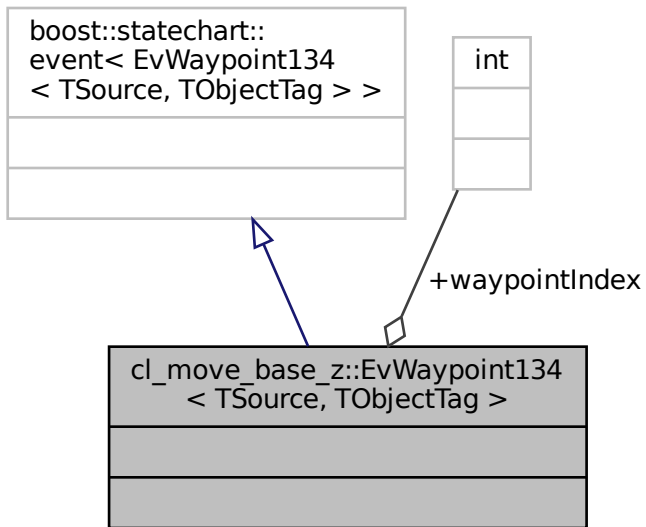 boost::statechart::
event< EvWaypoint134
< TSource, TObjectTag > >
int
+waypointIndex
cl_move_base_z::EvWaypoint134
< TSource, TObjectTag >